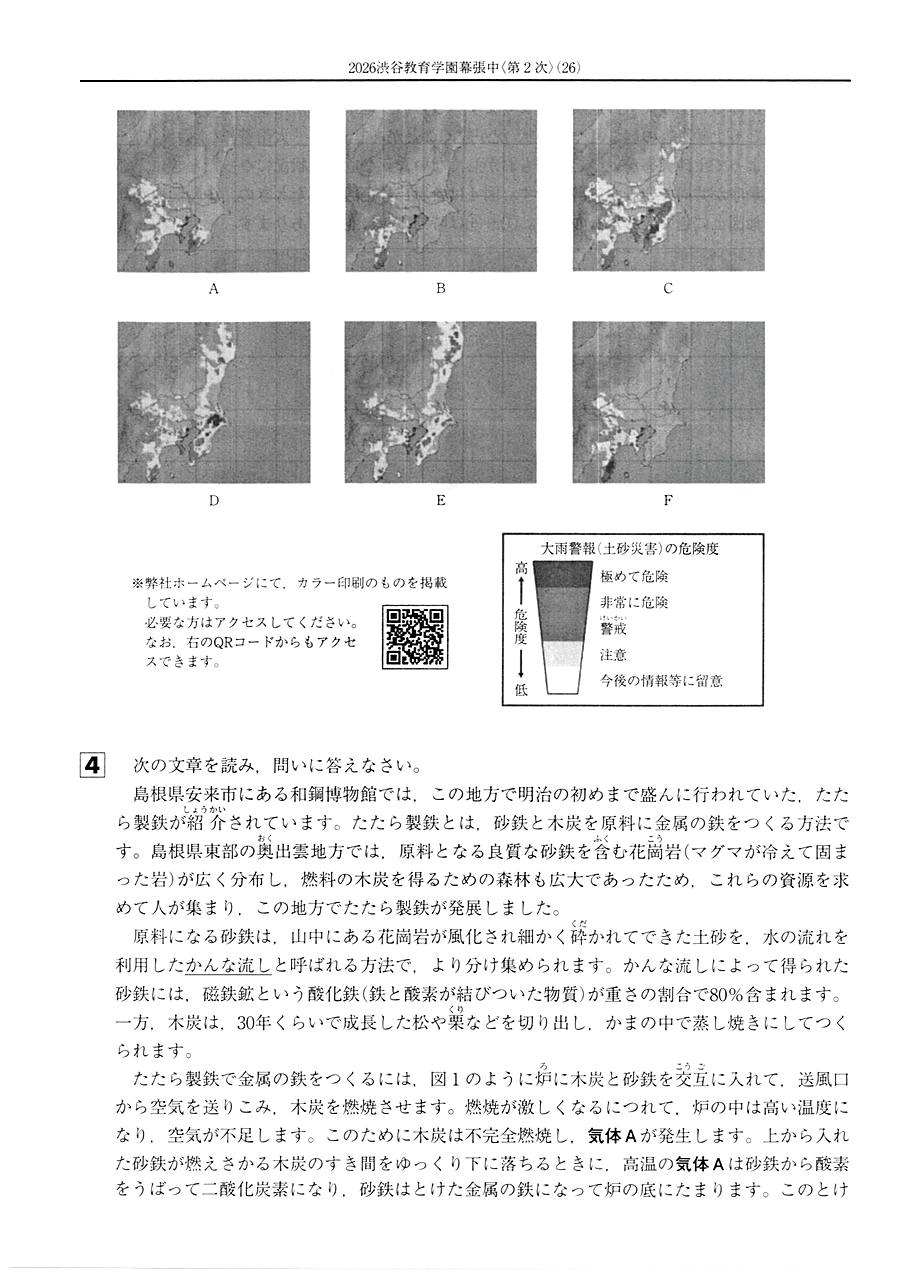 2026渋谷教育学園幕張中(第2次)(26)
A
B
C
D
E
F
※弊社ホームページにて，カラー印刷のものを掲載
しています。
必要な方はアクセスしてください。
なお，右のQRコードからもアクセ
スできます。
大雨警報(土砂災害)の危険度
高
危険度
低
極めて危険
非常に危険
けいかい
警戒
注意
今後の情報等に留意
4 次の文章を読み，問いに答えなさい。
島根県安来市にある和鋼博物館では，この地方で明治の初めまで盛んに行われていた，たた
しょうかい
ら製鉄が紹介されています。たたら製鉄とは，砂鉄と木炭を原料に金属の鉄をつくる方法で
おく ふく こう
す。島根県東部の奥出雲地方では，原料となる良質な砂鉄を含む花崗岩(マグマが冷えて固ま
った岩)が広く分布し，燃料の木炭を得るための森林も広大であったため，これらの資源を求
めて人が集まり，この地方でたたら製鉄が発展しました。
くだ
原料になる砂鉄は，山中にある花崗岩が風化され細かく砕かれてできた土砂を，水の流れを
利用したかんな流しと呼ばれる方法で，より分け集められます。かんな流しによって得られた
砂鉄には，磁鉄鉱という酸化鉄(鉄と酸素が結びついた物質)が重さの割合で80％含まれます。
くり
一方，木炭は，30年くらいで成長した松や栗などを切り出し，かまの中で蒸し焼きにしてつく
られます。
ろ こうご
たたら製鉄で金属の鉄をつくるには，図1のように炉に木炭と砂鉄を交互に入れて，送風口
から空気を送りこみ，木炭を燃焼させます。燃焼が激しくなるにつれて，炉の中は高い温度に
なり，空気が不足します。このために木炭は不完全燃焼し，気体Aが発生します。上から入れ
た砂鉄が燃えさかる木炭のすき間をゆっくり下に落ちるときに，高温の気体Aは砂鉄から酸素
をうばって二酸化炭素になり，砂鉄はとけた金属の鉄になって炉の底にたまります。このとけ